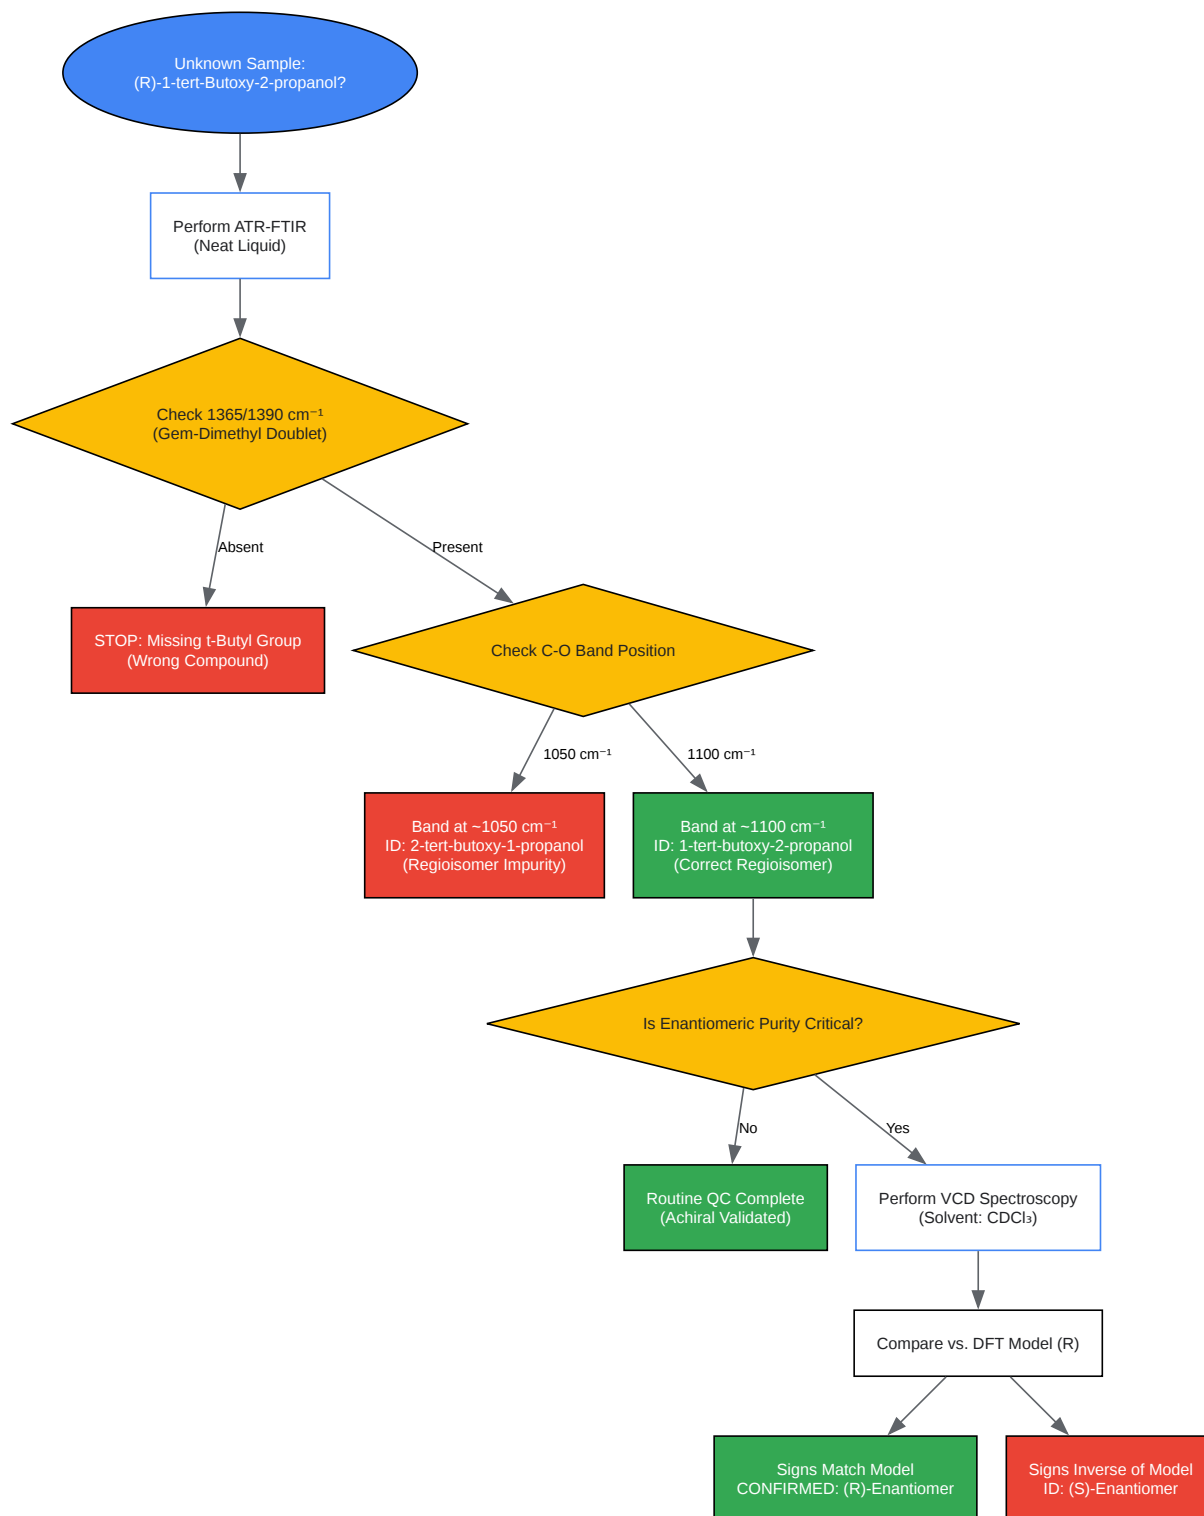 Unknown Sample:
(R)-1-tert-Butoxy-2-propanol?
Perform ATR-FTIR
(Neat Liquid)
Check 1365/1390 cm⁻¹
(Gem-Dimethyl Doublet)
Absent
Present
STOP: Missing t-Butyl Group
(Wrong Compound)
Check C-O Band Position
1050 cm⁻¹
1100 cm⁻¹
Band at ~1050 cm⁻¹
ID: 2-tert-butoxy-1-propanol
(Regioisomer Impurity)
Band at ~1100 cm⁻¹
ID: 1-tert-butoxy-2-propanol
(Correct Regioisomer)
Is Enantiomeric Purity Critical?
No
Yes
Routine QC Complete
(Achiral Validated)
Perform VCD Spectroscopy
(Solvent: CDCl₃)
Compare vs. DFT Model (R)
Signs Match Model
CONFIRMED: (R)-Enantiomer
Signs Inverse of Model
ID: (S)-Enantiomer